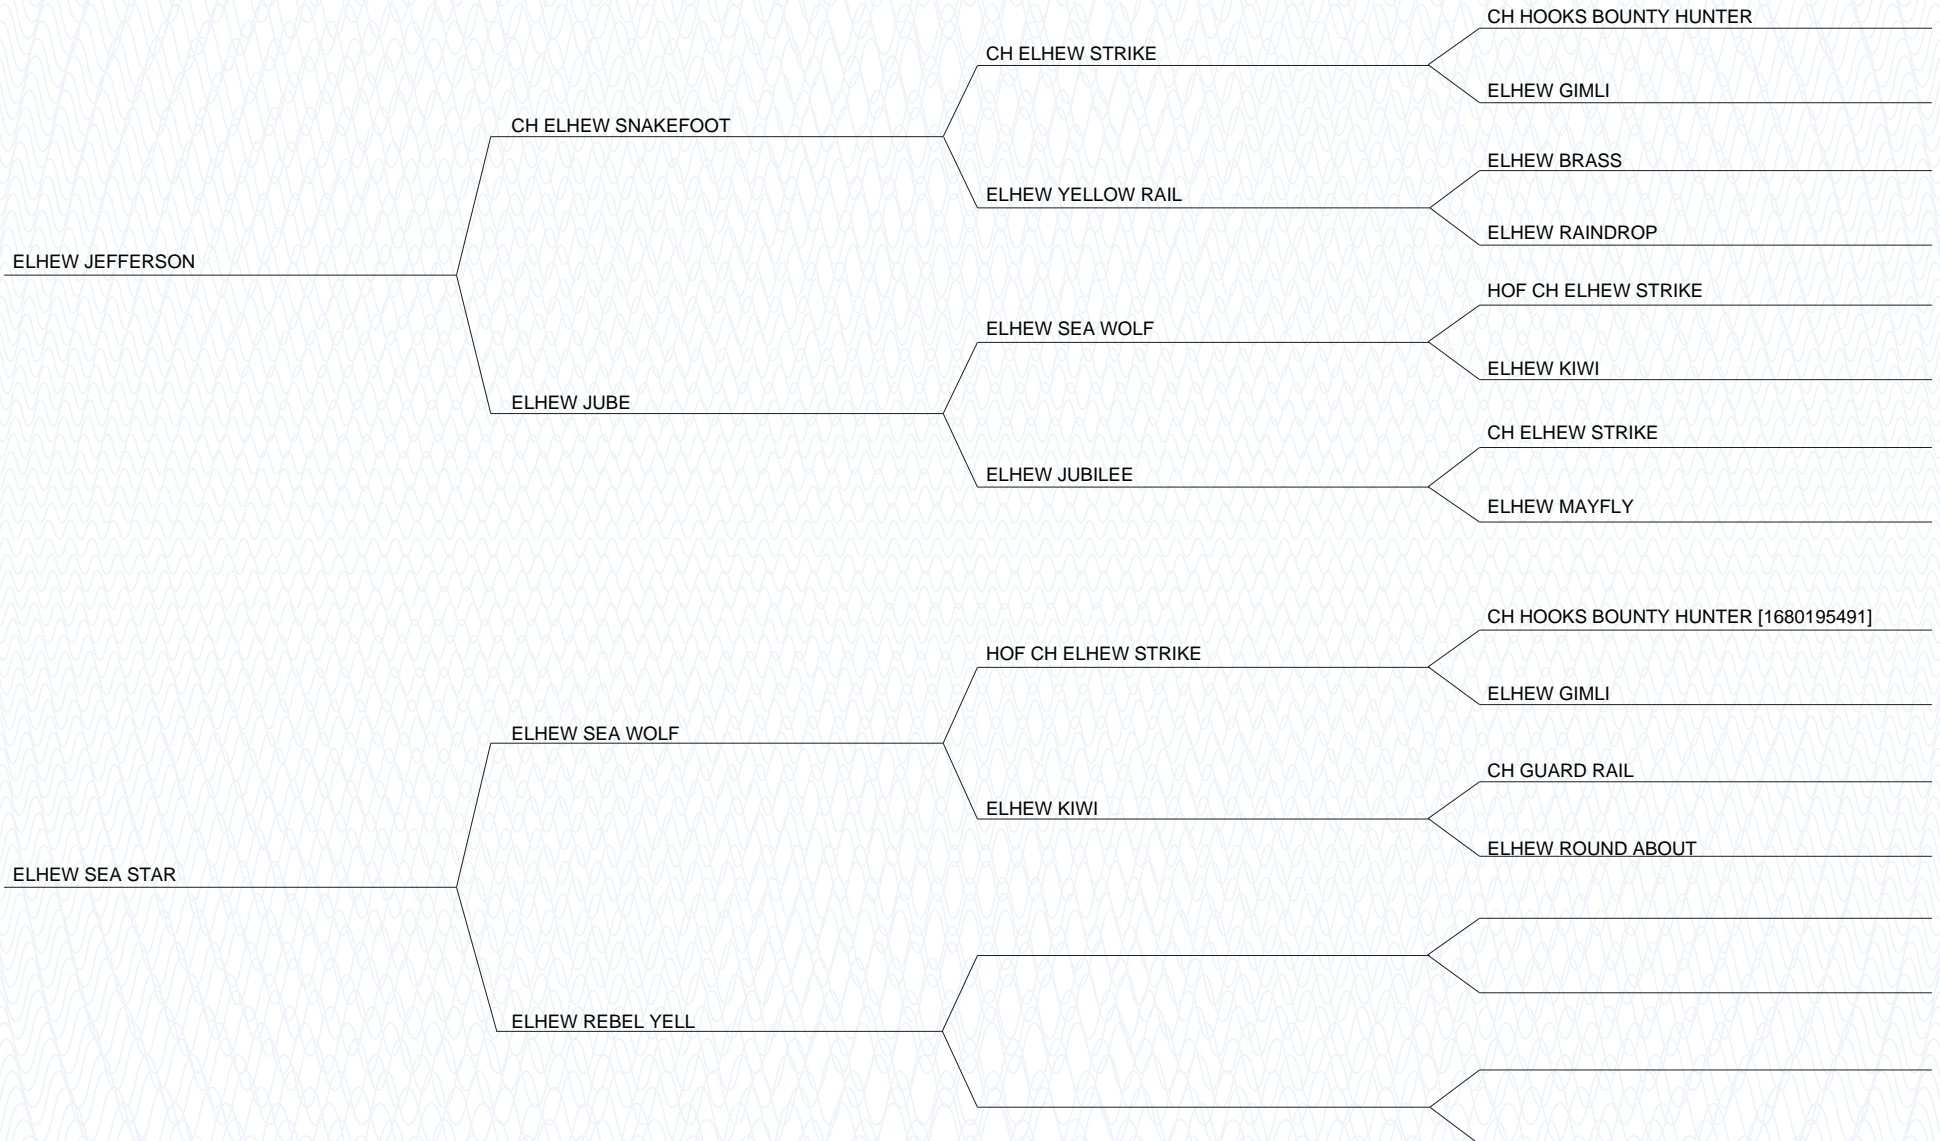 CH HOOKS BOUNTY HUNTER
CH ELHEW STRIKE
ELHEW GIMLI
CH ELHEW SNAKEFOOT
ELHEW BRASS
ELHEW YELLOW RAIL
ELHEW RAINDROP
ELHEW JEFFERSON
HOF CH ELHEW STRIKE
ELHEW SEA WOLF
ELHEW KIWI
ELHEW JUBE
CH ELHEW STRIKE
ELHEW JUBILEE
ELHEW MAYFLY
CH HOOKS BOUNTY HUNTER [1680195491]
HOF CH ELHEW STRIKE
ELHEW GIMLI
ELHEW SEA WOLF
CH GUARD RAIL
ELHEW KIWI
ELHEW ROUND ABOUT
ELHEW SEA STAR
ELHEW REBEL YELL